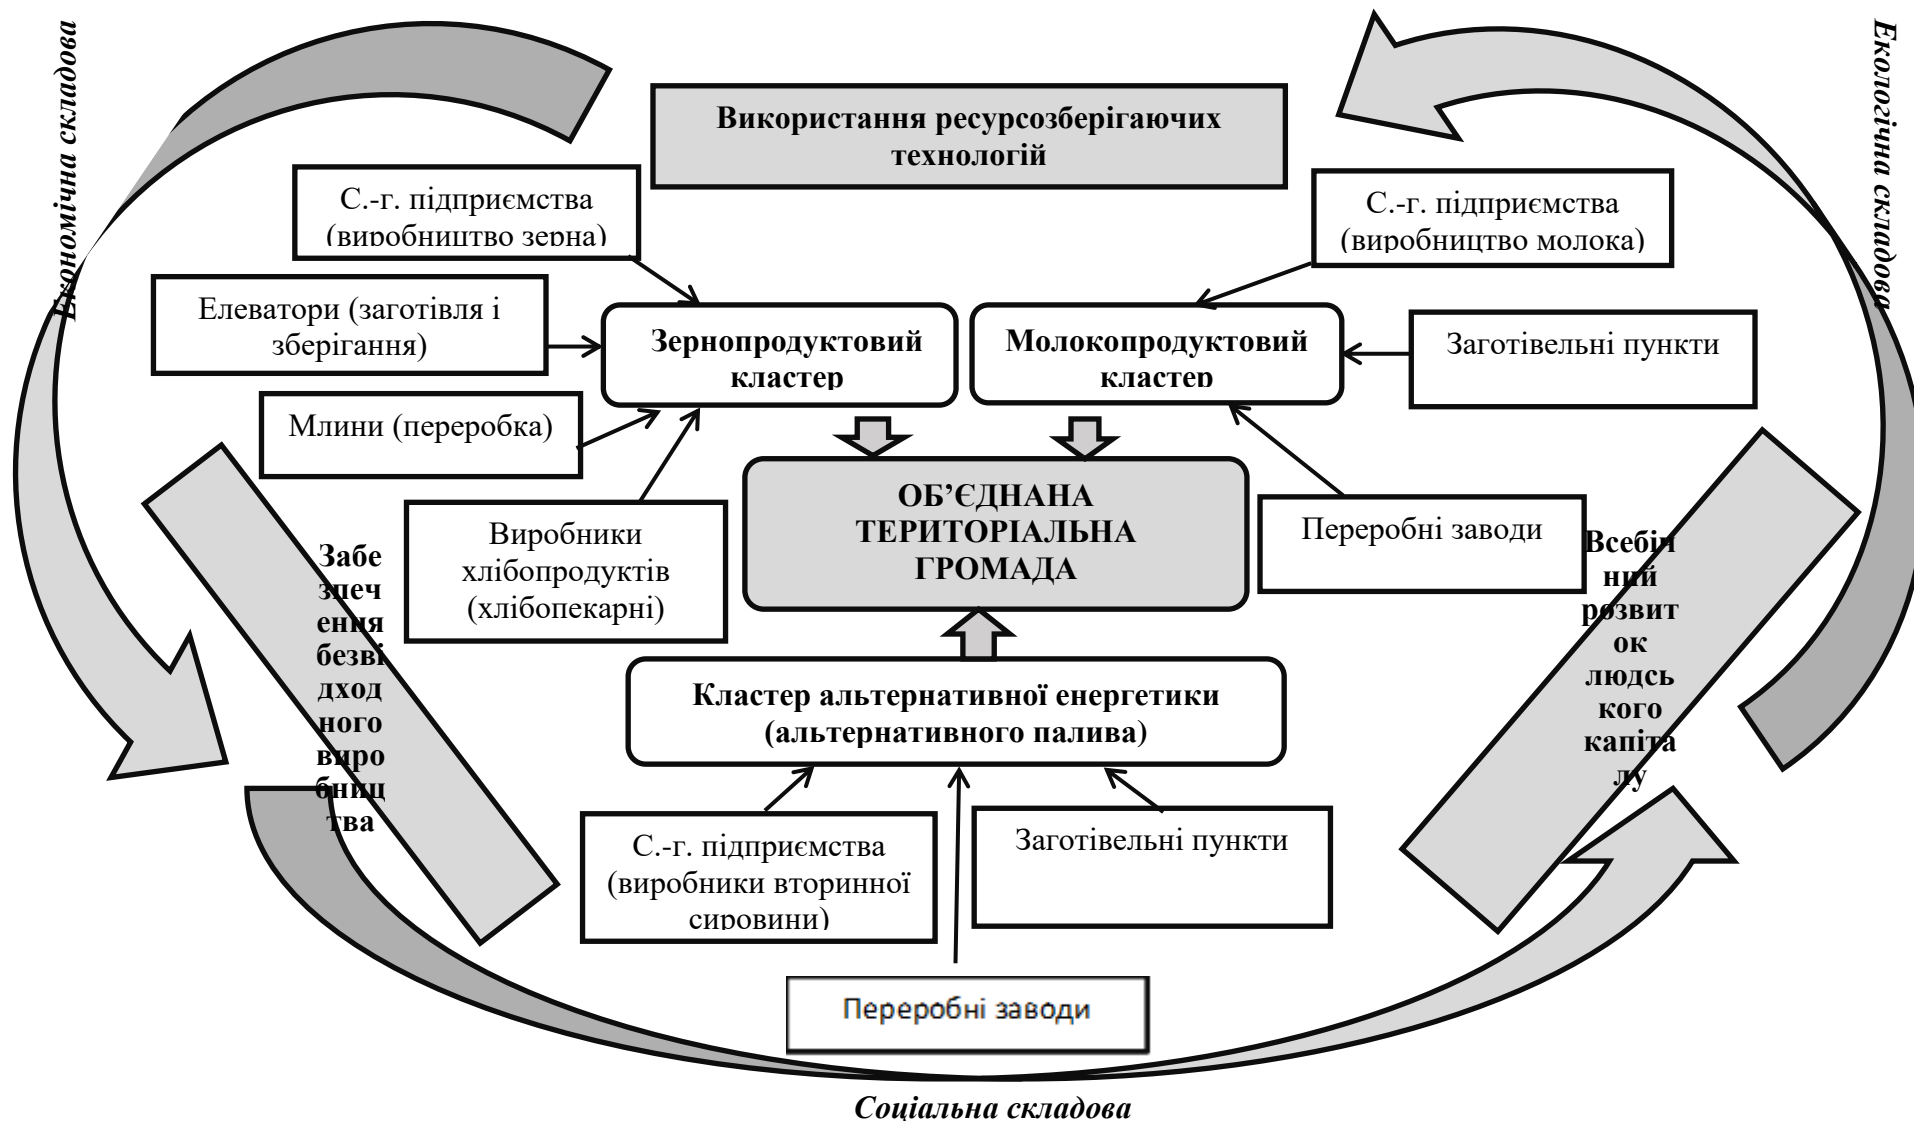 Економічна складова
Екологічна складова
Використання ресурсозберігаючих
технологій
С.-г. підприємства
(виробництво зерна)
С.-г. підприємства
(виробництво молока)
Елеватори (заготівля і
зберігання)
Зернопродуктовий
кластер
Молокопродуктовий
кластер
Заготівельні пункти
Млини (переробка)
ОБ’ЄДНАНА
ТЕРИТОРІАЛЬНА
ГРОМАДА
Виробники
хлібопродуктів
(хлібопекарні)
Переробні заводи
Забе
зпеч
ення
безві
дход
ного
виро
бниц
тва
Всебіч
ний
розвит
ок
людсь
кого
капіта
лу
Кластер альтернативної енергетики
(альтернативного палива)
С.-г. підприємства
(виробники вторинної
сировини)
Заготівельні пункти
Переробні заводи
Соціальна складова